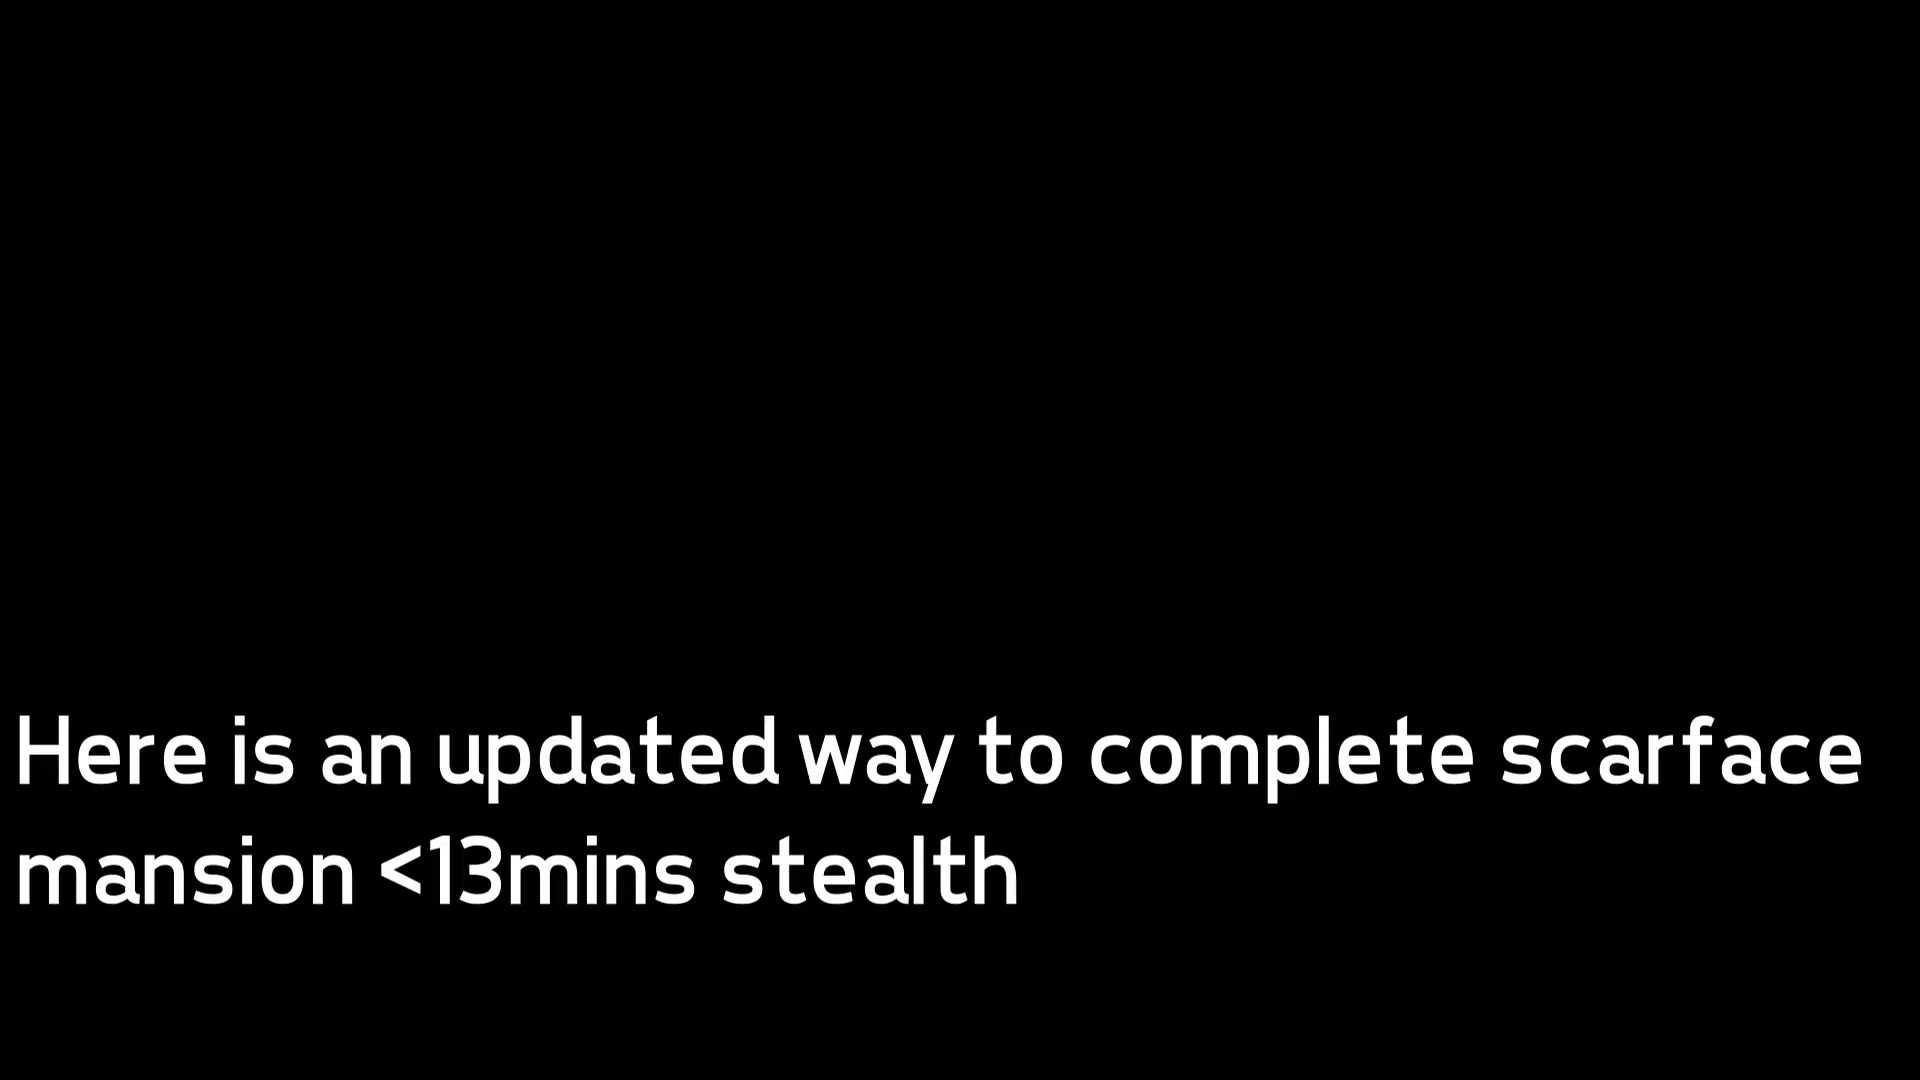 Here is an updated way to complete scarface
mansion <13mins stealth